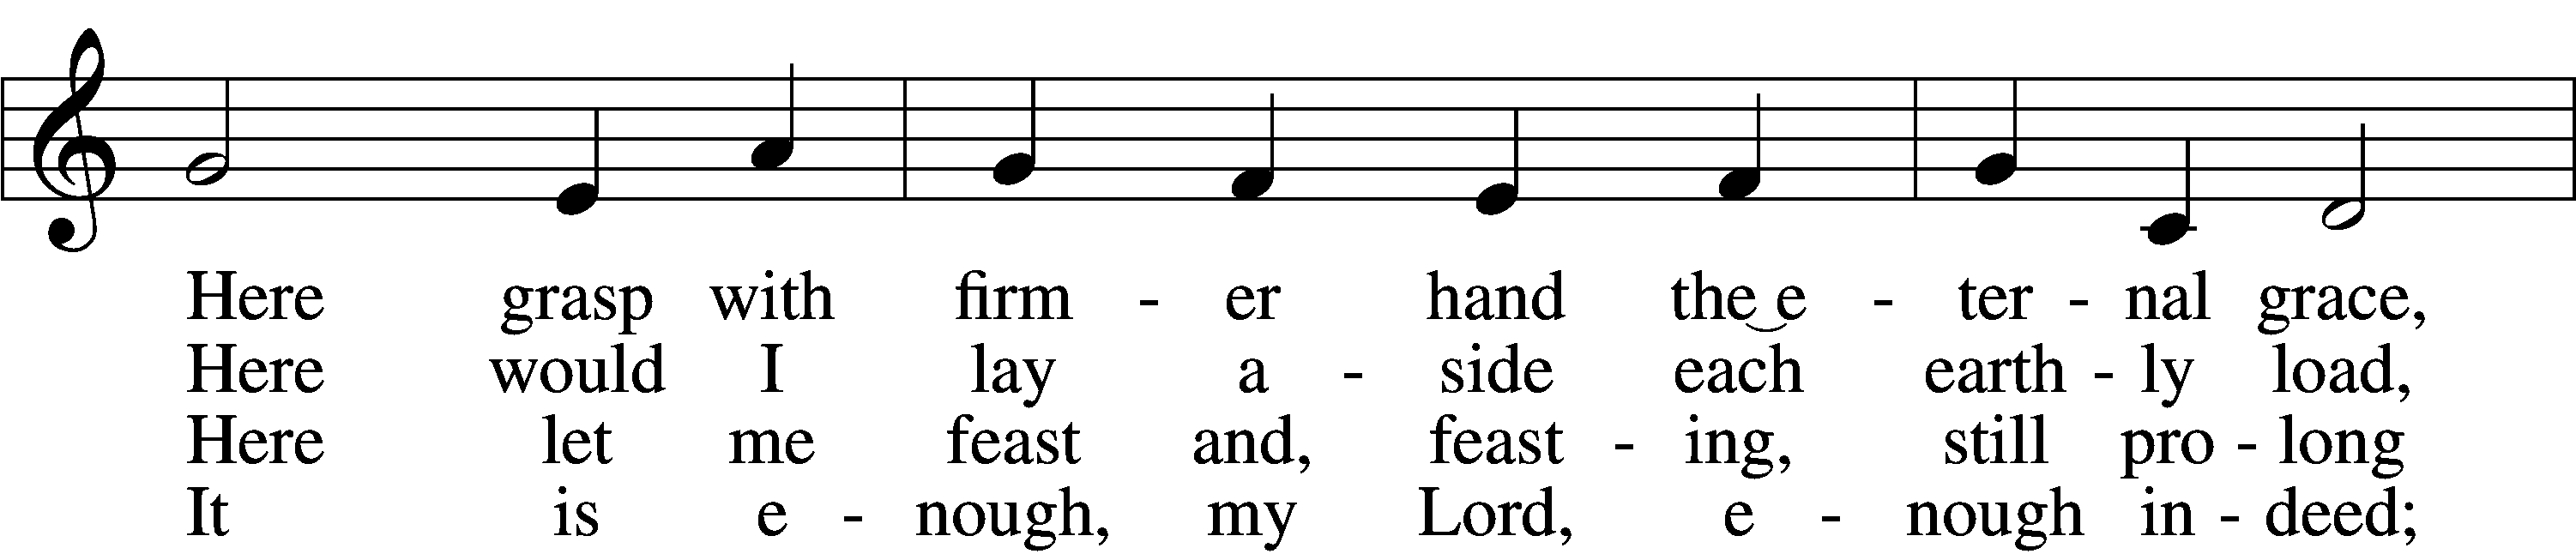 Here grasp with firm - er hand the e - ter - nal grace,
Here would I lay a - side each earth - ly load,
Here let me feast and, feast - ing, still pro - long
It is e - nough, my Lord, e - nough in - deed;